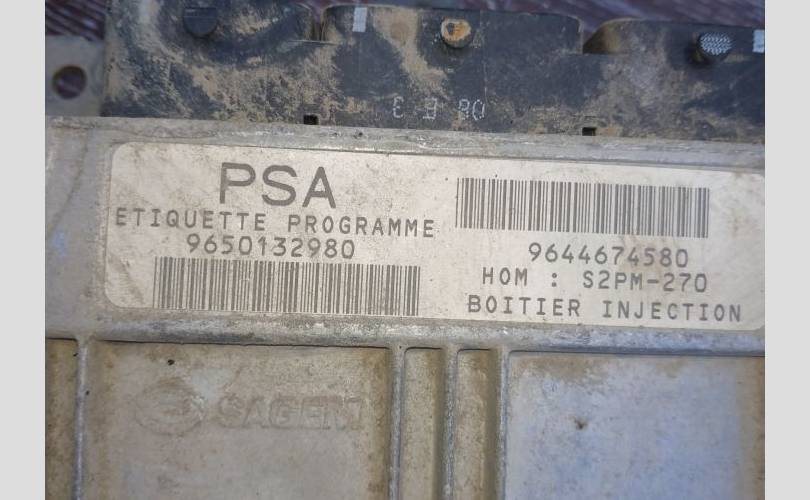 PSA
ETIQUETTE PROGRAMME
9650132980
9644674580
HOM : S2PM-270
BOITIER INJECTION
SAGEM